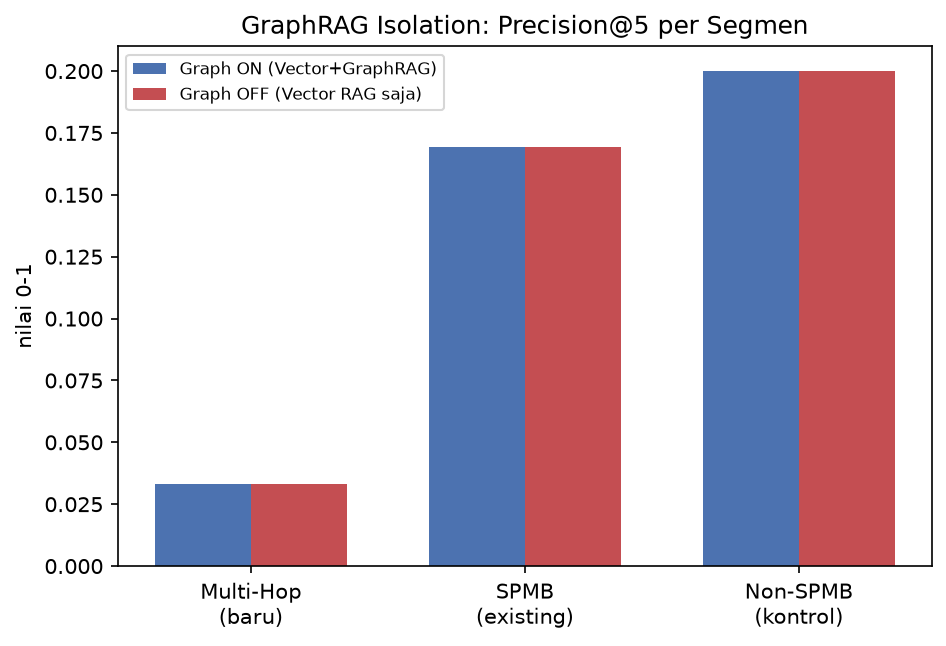 GraphRAG Isolation: Precision@5 per Segmen
Graph ON (Vector+GraphRAG)
Graph OFF (Vector RAG saja)
nilai 0-1
0.200
0.175
0.150
0.125
0.100
0.075
0.050
0.025
0.000
Multi-Hop
(baru)
SPMB
(existing)
Non-SPMB
(kontrol)